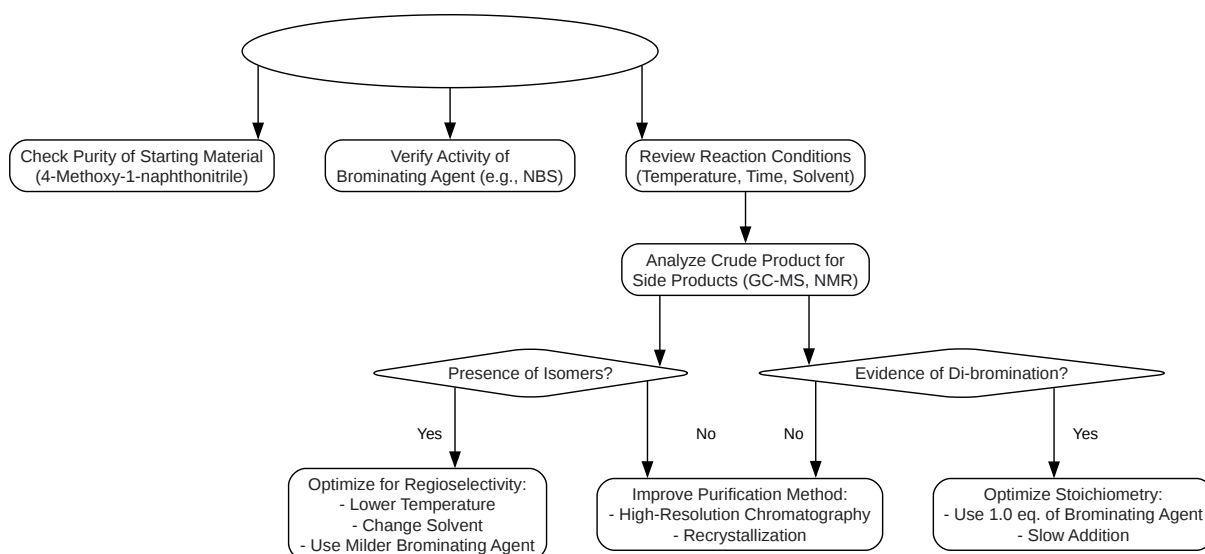 Check Purity of Starting Material
(4-Methoxy-1-naphthonitrile)
Verify Activity of
Brominating Agent (e.g., NBS)
Review Reaction Conditions
(Temperature, Time, Solvent)
Analyze Crude Product for
Side Products (GC-MS, NMR)
Presence of Isomers?
Evidence of Di-bromination?
Yes
No
No
Yes
Optimize for Regioselectivity:
- Lower Temperature
- Change Solvent
- Use Milder Brominating Agent
Improve Purification Method:
- High-Resolution Chromatography
- Recrystallization
Optimize Stoichiometry:
- Use 1.0 eq. of Brominating Agent
- Slow Addition